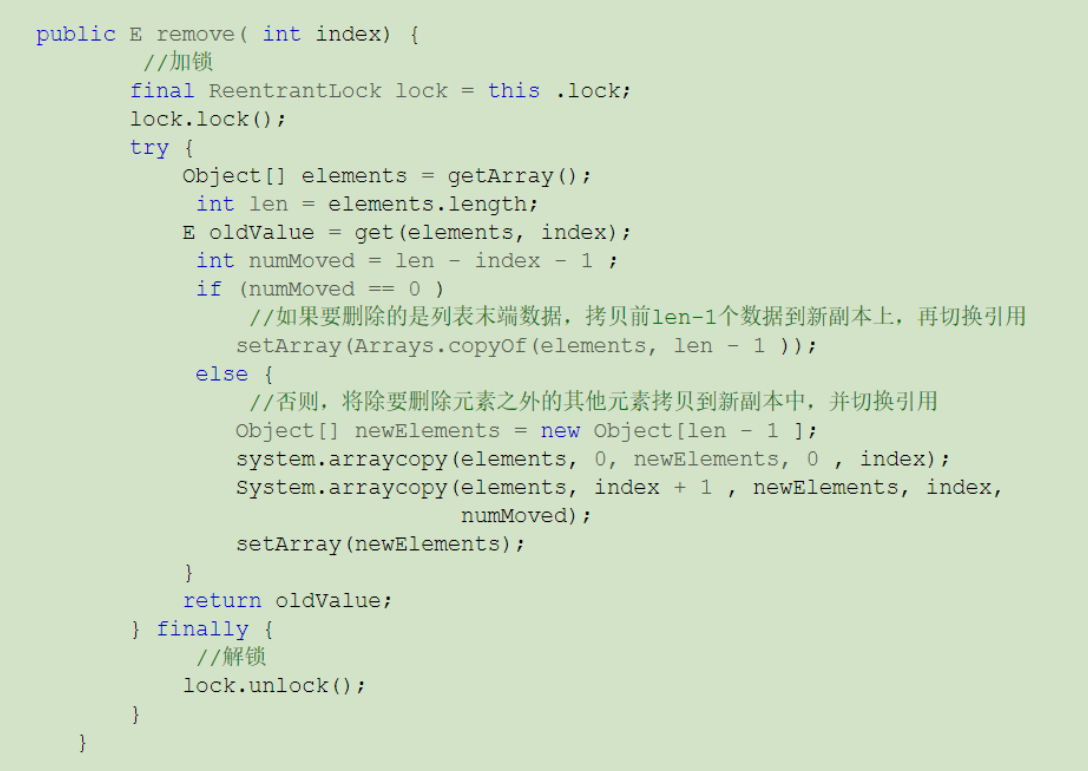 public E remove( int index) {
//加锁
final ReentrantLock lock = this .lock;
lock.lock();
try {
Object[] elements = getArray();
int len = elements.length;
E oldValue = get(elements, index);
int numMoved = len - index - 1 ;
if (numMoved == 0 )
//如果要删除的是列表末端数据，拷贝前len-1个数据到新副本上，再切换引用
setArray(Arrays.copyOf(elements, len - 1 ));
else {
//否则，将除要删除元素之外的其他元素拷贝到新副本中，并切换引用
Object[] newElements = new Object[len - 1 ];
system.arraycopy(elements, 0, newElements, 0 , index);
System.arraycopy(elements, index + 1 , newElements, index,
numMoved);
setArray(newElements);
}
return oldValue;
} finally {
//解锁
lock.unlock();
}
}